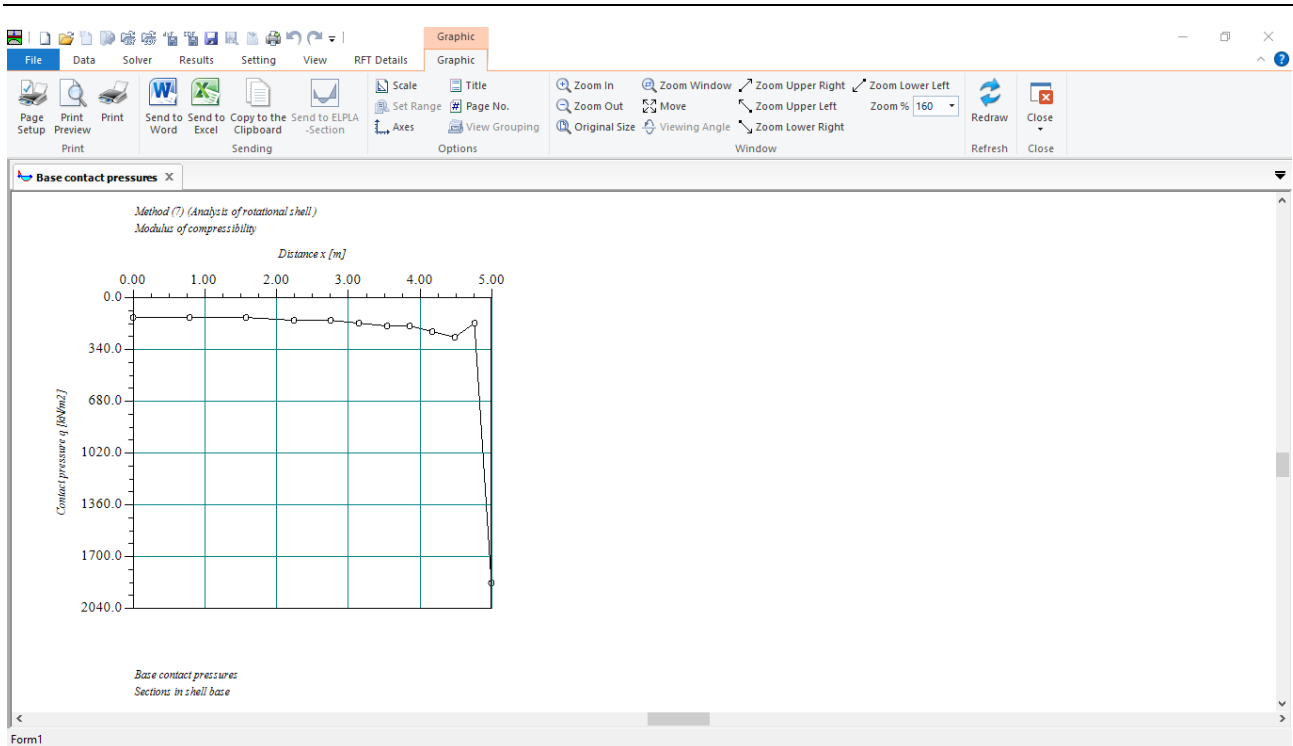 Graphic
File Data Solver Results Setting View RFT Details Graphic
Scale Title Zoom In Zoom Window Zoom Upper Right Zoom Lower Left
Set Range # Page No. Zoom Out Move Zoom Upper Left Zoom % 160
Page Setup Print Preview Print Send to Word Send to Excel Copy to the Clipboard Send to ELPLA -Section Axes View Grouping Original Size Viewing Angle Zoom Lower Right Redraw Close
Print Sending Options Window Refresh Close
Base contact pressures X
Method (7) (Analysis of rotational shell)
Modulus of compressibility
Distance x [m]
0.00 1.00 2.00 3.00 4.00 5.00
0.0
340.0
680.0
1020.0
1360.0
1700.0
2040.0
Contact pressure q [kN/m2]
Base contact pressures
Sections in shell base
Form1